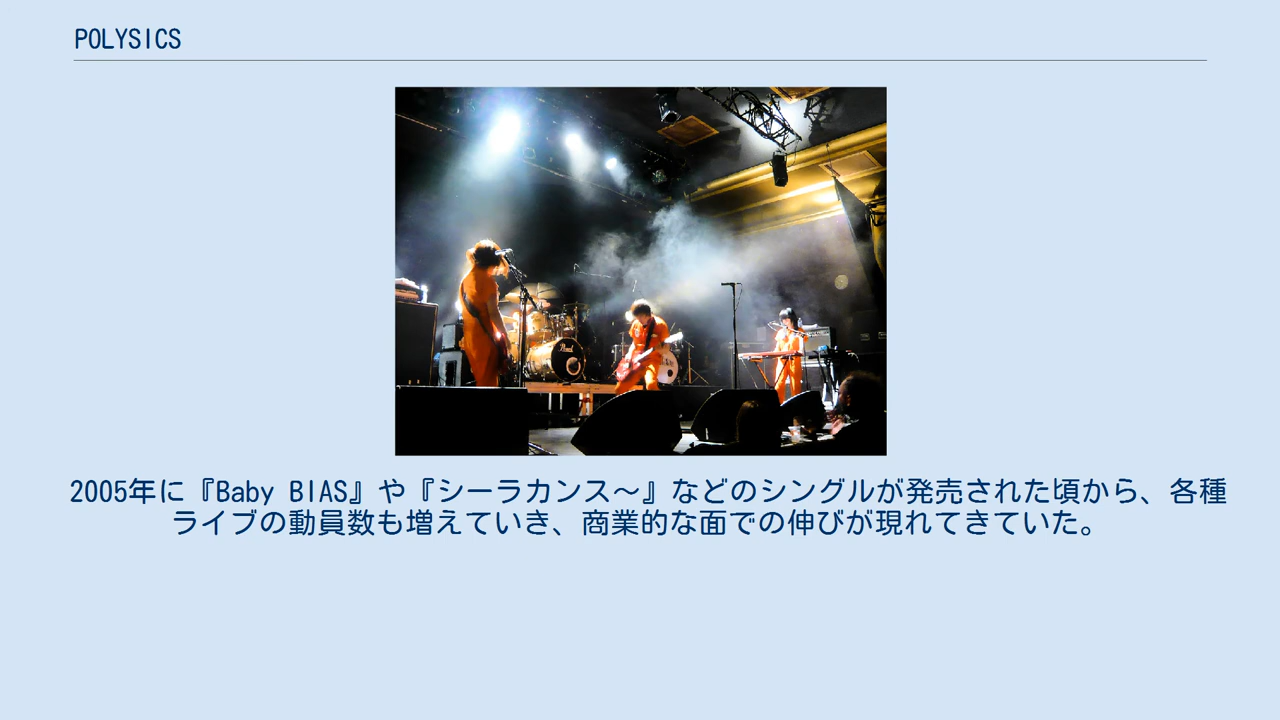 POLYSICS
2005年に『Baby BIAS』や『シーラカンス～』などのシングルが発売された頃から、各種
ライブの動員数も増えていき、商業的な面での伸びが現れてきていた。